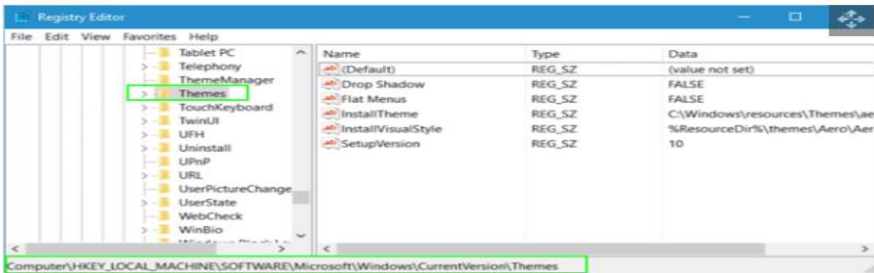 Registry Editor
File Edit View Favorites Help
Tablet PC
Telephony
ThemeManager
Themes
TouchKeyboard
TwinUI
UFH
Uninstall
UPnP
URL
UserPictureChange
UserState
WebCheck
WinBio
Name Type Data
(Default) REG_SZ (value not set)
Drop Shadow REG_SZ FALSE
Flat Menus REG_SZ FALSE
InstallTheme REG_SZ C:\Windows\resources\Themes\ae
InstallVisualStyle REG_SZ %ResourceDir%\themes\Aero\Aer
SetupVersion REG_SZ 10
Computer\HKEY_LOCAL_MACHINE\SOFTWARE\Microsoft\Windows\CurrentVersion\Themes